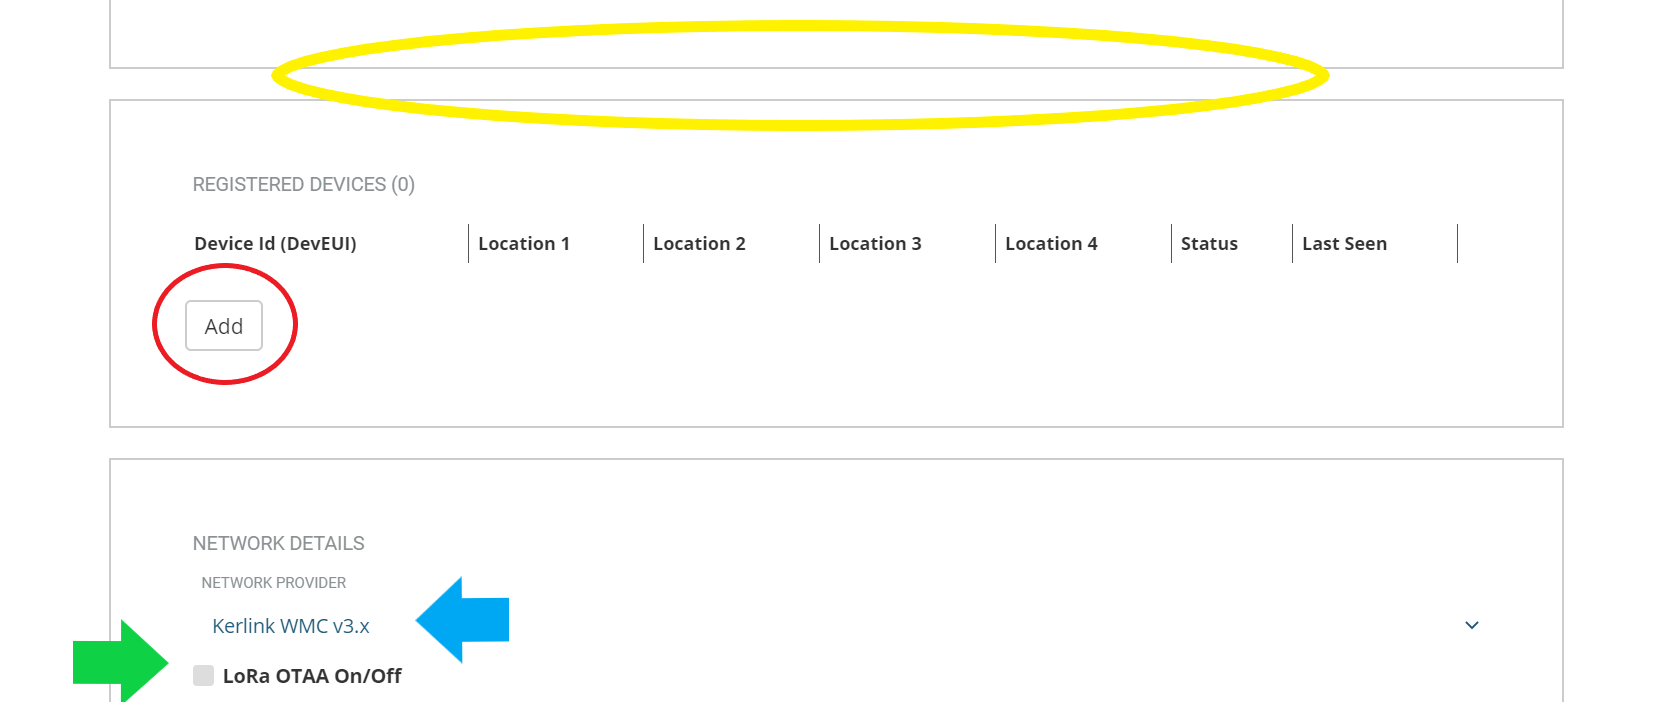 REGISTERED DEVICES (0)
Device Id (DevEUI) Location 1 Location 2 Location 3 Location 4 Status Last Seen
Add
NETWORK DETAILS
NETWORK PROVIDER
Kerlink WMC v3.x
LoRa OTAA On/Off